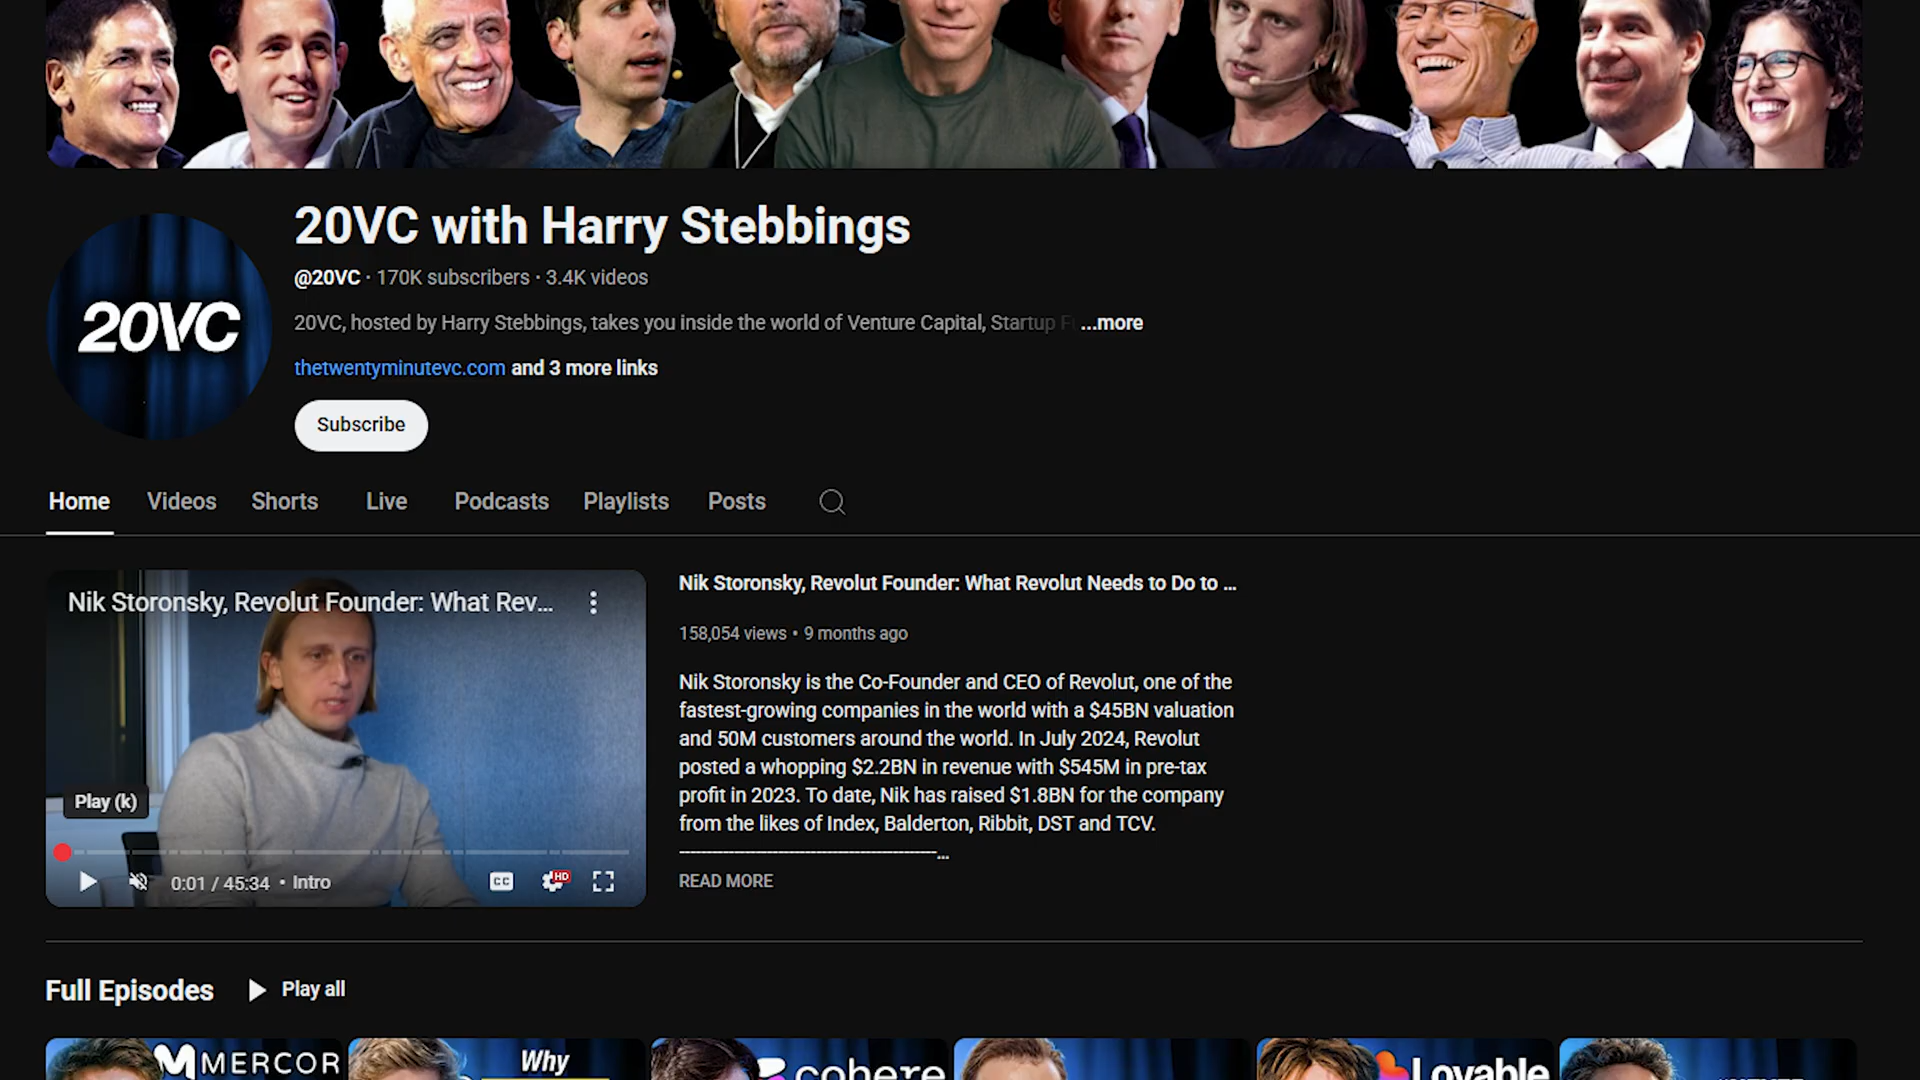 20VC with Harry Stebbings
20VC
@20VC · 170K subscribers · 3.4K videos
20VC, hosted by Harry Stebbings, takes you inside the world of Venture Capital, Startup ...more
thetwentyminutevc.com and 3 more links
Subscribe
Home Videos Shorts Live Podcasts Playlists Posts
Nik Storonsky, Revolut Founder: What Rev...
Play (k)
0:01 / 45:34 • Intro
CC HD
Nik Storonsky, Revolut Founder: What Revolut Needs to Do to ...
158,054 views • 9 months ago
Nik Storonsky is the Co-Founder and CEO of Revolut, one of the
fastest-growing companies in the world with a $45BN valuation
and 50M customers around the world. In July 2024, Revolut
posted a whopping $2.2BN in revenue with $545M in pre-tax
profit in 2023. To date, Nik has raised $1.8BN for the company
from the likes of Index, Balderton, Ribbit, DST and TCV.
-----------------------------------------------...
READ MORE
Full Episodes Play all
MERCOR
Why
cohere
Lovable